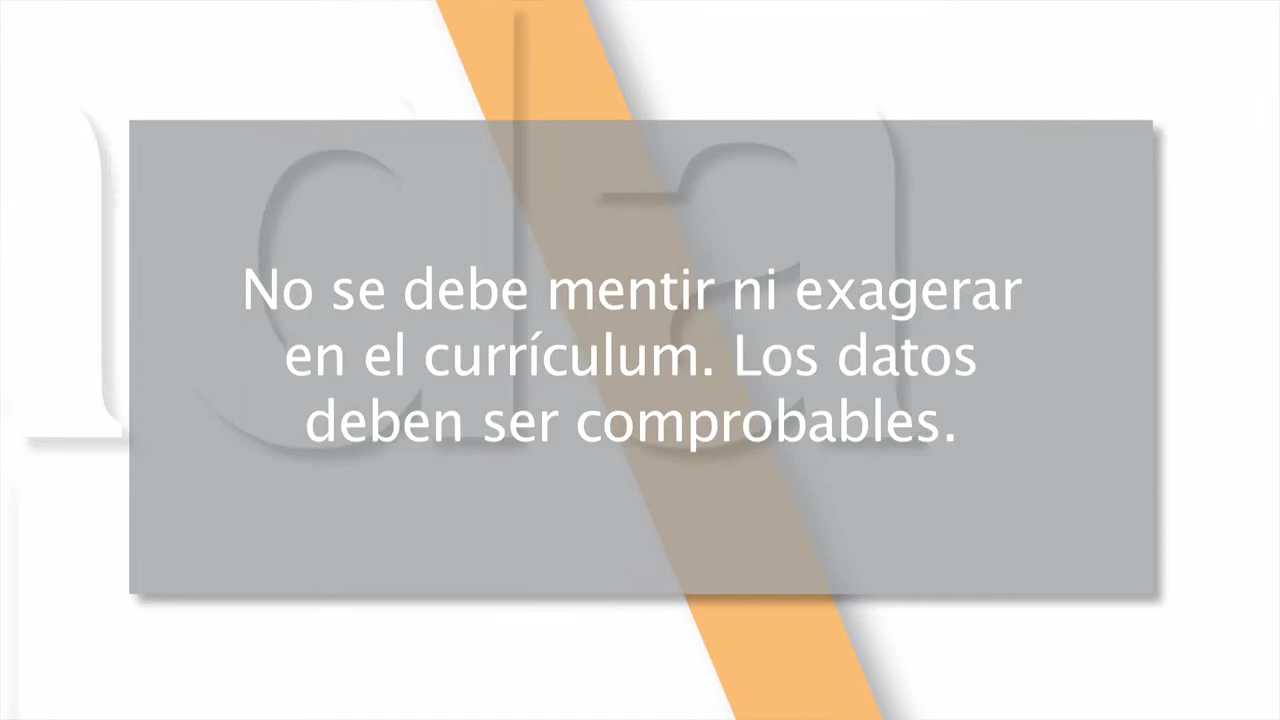 No se debe mentir ni exagerar
en el currículum. Los datos
deben ser comprobables.